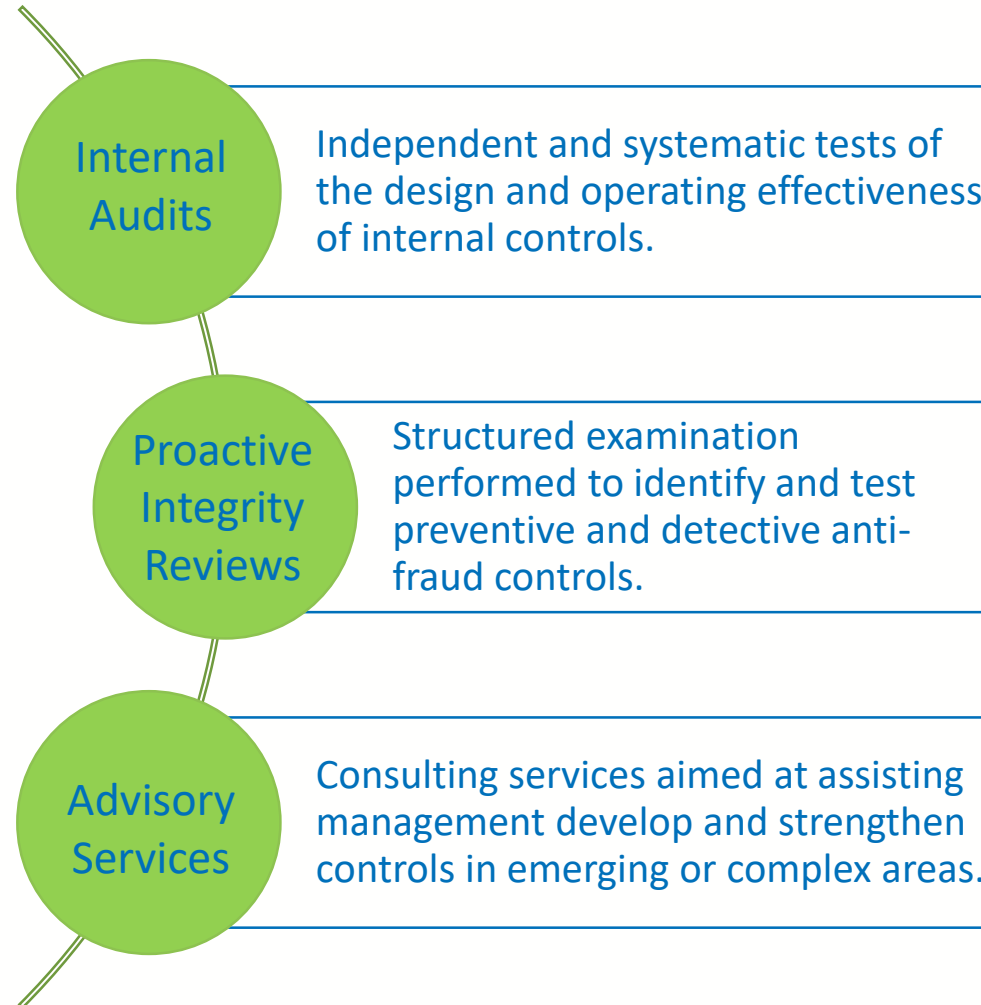 Internal
Audits
Independent and systematic tests of
the design and operating effectiveness
of internal controls.
Proactive
Integrity
Reviews
Structured examination
performed to identify and test
preventive and detective anti-
fraud controls.
Advisory
Services
Consulting services aimed at assisting
management develop and strengthen
controls in emerging or complex areas.